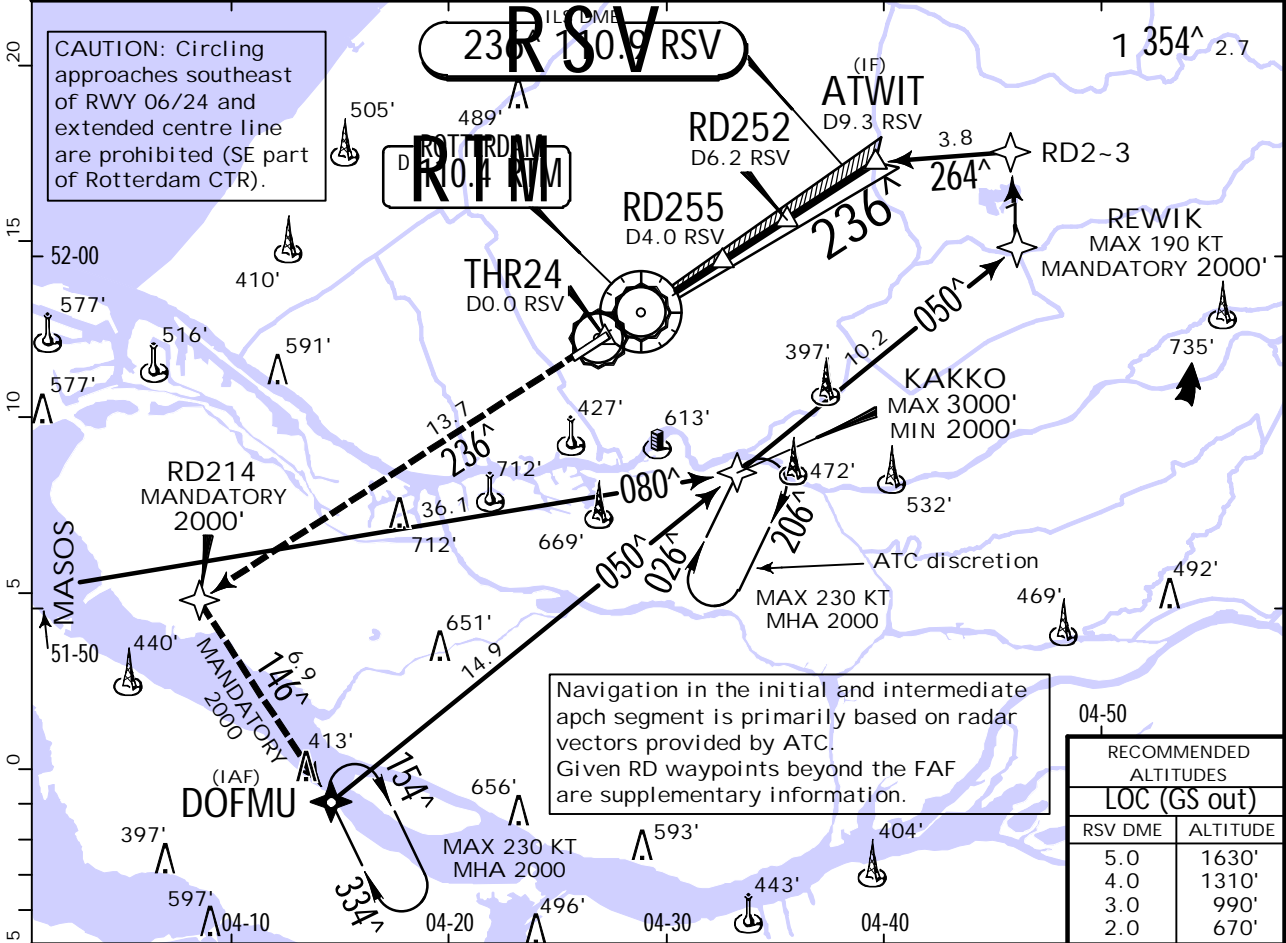 20
15
10
5
0
5
CAUTION: Circling
approaches southeast
of RWY 06/24 and
extended centre line
are prohibited (SE part
of Rotterdam CTR).
ILS DME
236^ 110.9 RSV
RSV
1 354^ 2.7
(IF)
ATWIT
D9.3 RSV
3.8
264^
RD2~3
505'
489'
D
ROTTERDAM
110.4 RTM
RTM
RD252
D6.2 RSV
RD255
D4.0 RSV
236^
REWIK
MAX 190 KT
MANDATORY 2000'
52-00
410'
THR24
D0.0 RSV
050^
10.2
577'
516'
591'
577'
397'
735'
KAKKO
MAX 3000'
MIN 2000'
13.7
236^
427'
613'
RD214
MANDATORY
2000'
712'
080^
472'
532'
36.1
712'
669'
206^
026^
050^
MASOS
ATC discretion
MAX 230 KT
MHA 2000
492'
469'
51-50
440'
651'
14.9
6.9
146^
MANDATORY
2000
413'
Navigation in the initial and intermediate
apch segment is primarily based on radar
vectors provided by ATC.
Given RD waypoints beyond the FAF
are supplementary information.
04-50
(IAF)
DOFMU
154^
334^
MAX 230 KT
MHA 2000
656'
593'
404'
397'
597'
496'
443'
04-10
04-20
04-30
04-40
RECOMMENDED
ALTITUDES
LOC (GS out)
RSV DME ALTITUDE
5.0 1630'
4.0 1310'
3.0 990'
2.0 670'